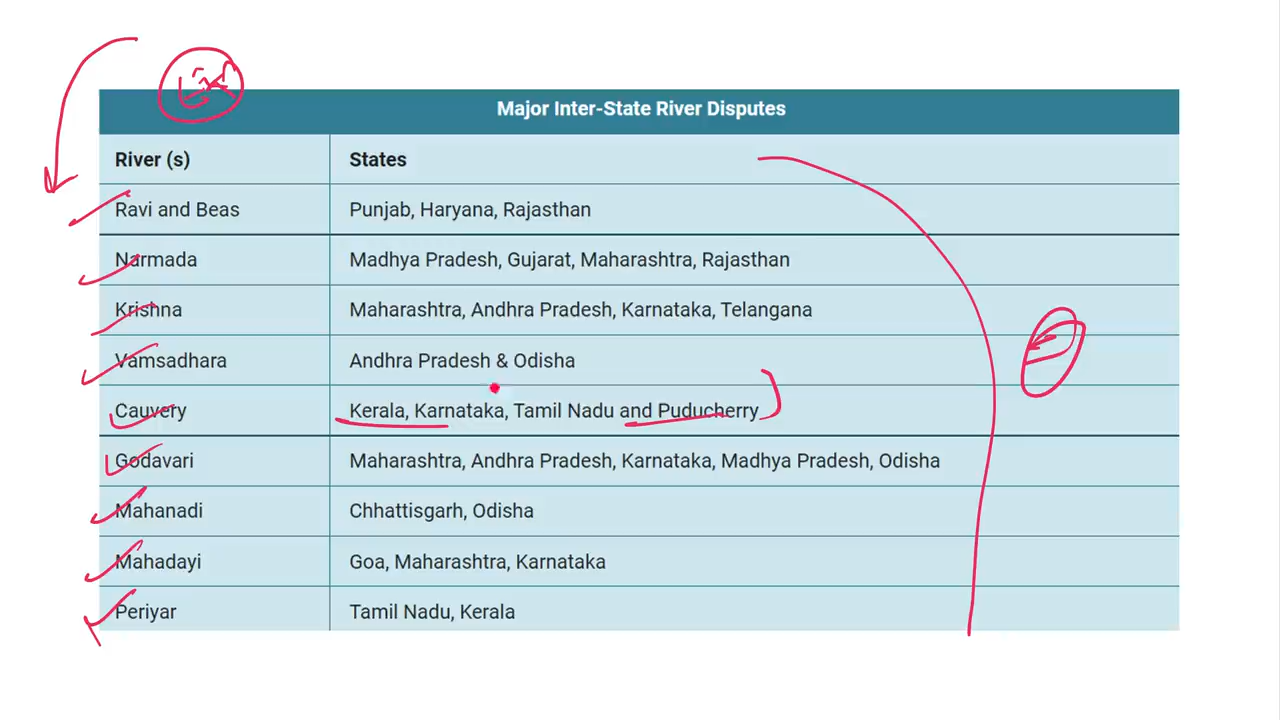 Major Inter-State River Disputes
River (s) States
Ravi and Beas Punjab, Haryana, Rajasthan
Narmada Madhya Pradesh, Gujarat, Maharashtra, Rajasthan
Krishna Maharashtra, Andhra Pradesh, Karnataka, Telangana
Vamsadhara Andhra Pradesh & Odisha
Cauvery Kerala, Karnataka, Tamil Nadu and Puducherry
Godavari Maharashtra, Andhra Pradesh, Karnataka, Madhya Pradesh, Odisha
Mahanadi Chhattisgarh, Odisha
Mahadayi Goa, Maharashtra, Karnataka
Periyar Tamil Nadu, Kerala